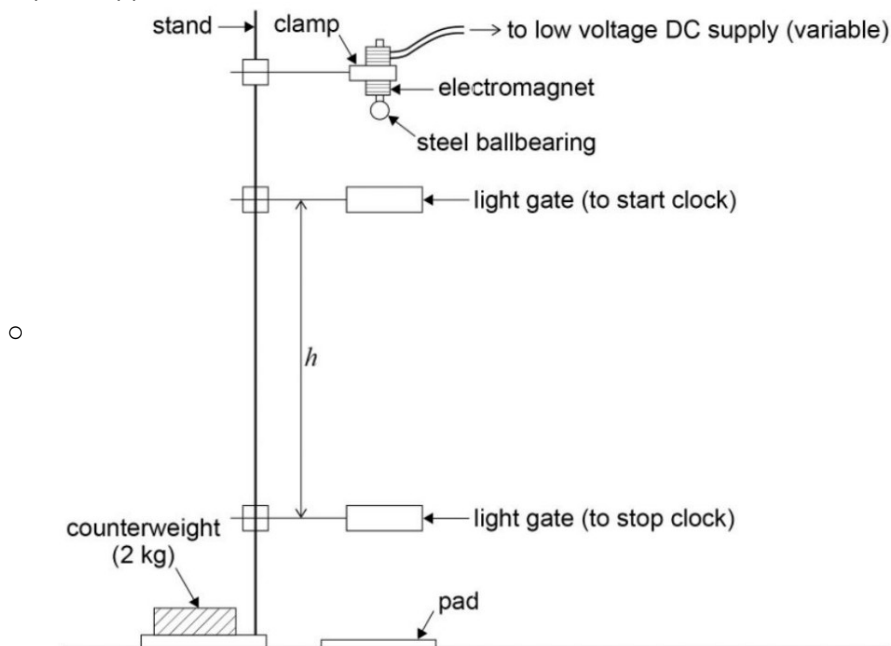 stand
clamp
to low voltage DC supply (variable)
electromagnet
steel ballbearing
light gate (to start clock)
h
light gate (to stop clock)
counterweight
(2 kg)
pad